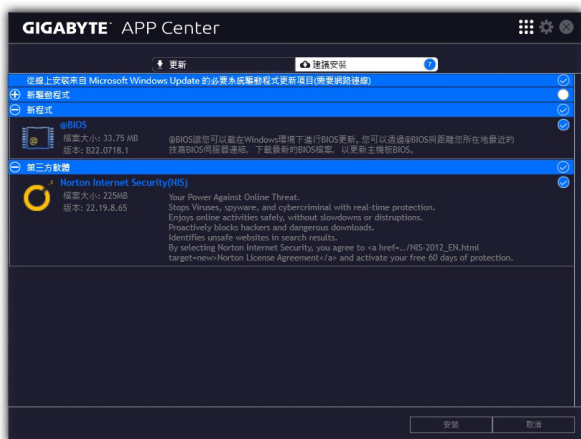 GIGABYTE™ APP Center
更新
建議安裝 7
從線上安裝來自 Microsoft Windows Update 的必要系統驅動程式更新項目(需要網路連線)
新驅動程式
新程式
@BIOS
檔案大小: 33.75 MB
版本: B22.0718.1
@BIOS讓您可以載在Windows環境下進行BIOS更新。您可以透過@BIOS與距離您所在地最近的
技嘉BIOS伺服器連結，下載最新的BIOS檔案，以更新主機板BIOS。
第三方軟體
Norton Internet Security(NIS)
檔案大小: 225MB
版本: 22.19.8.65
Your Power Against Online Threat.
Stops Viruses, spyware, and cybercriminal with real-time protection.
Enjoys online activities safely, without slowdowns or distruptions.
Proactively blocks hackers and dangerous downloads.
Identifies unsafe websites in search results.
By selecting Norton Internet Security, you agree to <a href=../NIS-2012_EN.html
target=new>Norton License Agreement</a> and activate your free 60 days of protection.
安裝
取消